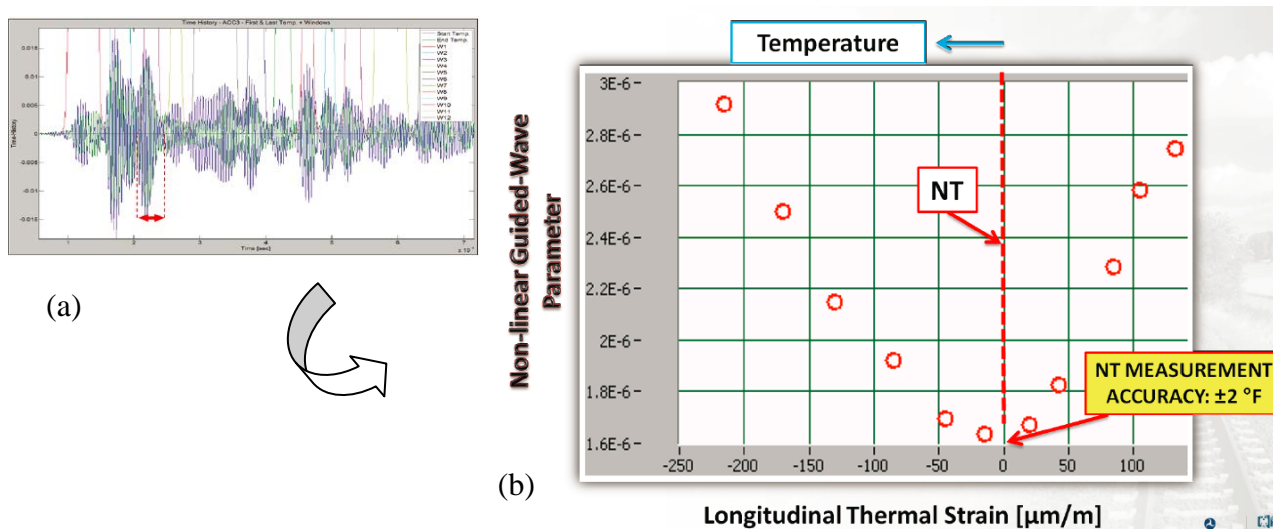 Time History - ACC3 - First & Last Temp. + Windows
Start Temp.
End Temp.
W1
W2
W3
W4
W5
W6
W7
W8
W9
W10
W11
W12
0.015
0.01
0.005
0
-0.005
-0.01
-0.015
Time-History
1
2
3
4
5
6
7
Time [sec]
(a)
Temperature
Non-linear Guided-Wave
Parameter
3E-6
2.8E-6
2.6E-6
2.4E-6
2.2E-6
2E-6
1.8E-6
1.6E-6
NT
NT MEASUREMENT
ACCURACY: ±2 °F
-250
-200
-150
-100
-50
0
50
100
(b)
Longitudinal Thermal Strain [µm/m]